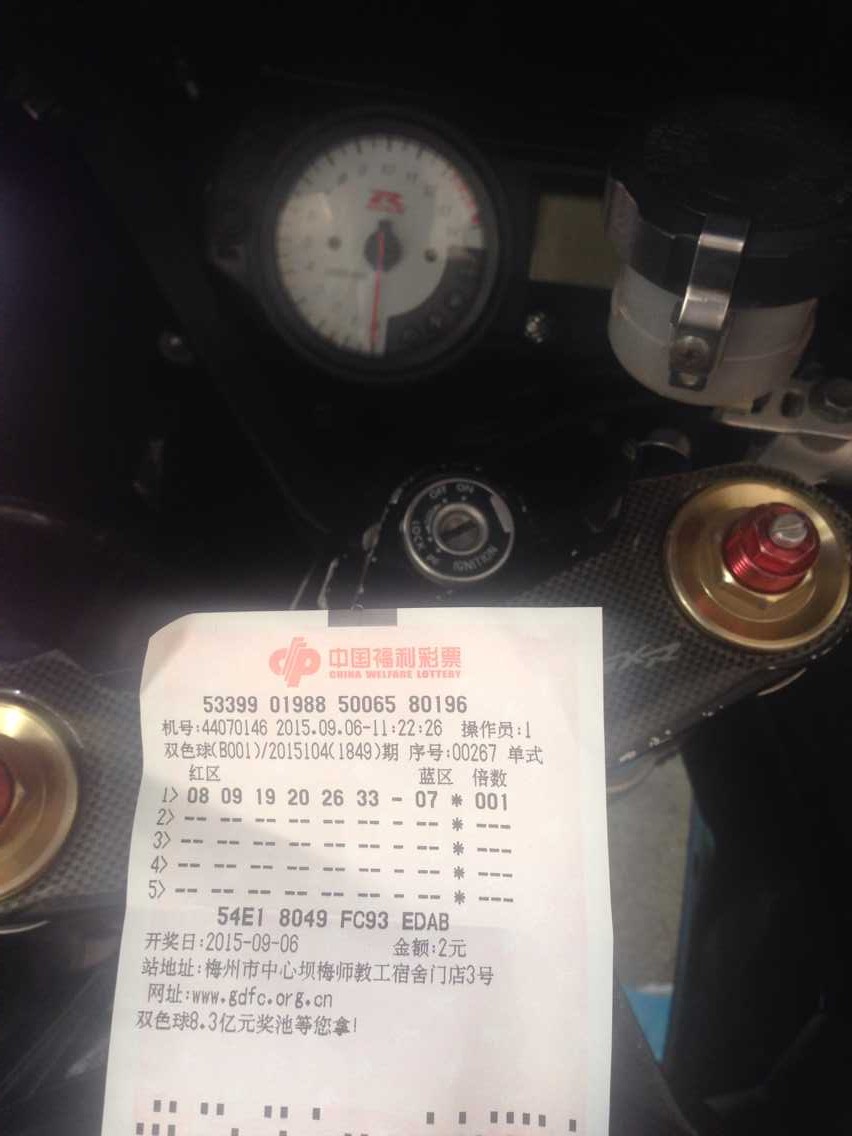 R
OFF ON
LOCK
P
IGNITION
中国福利彩票
CHINA WELFARE LOTTERY
53399 01988 50065 80196
机号:44070146 2015.09.06-11:22:26 操作员:1
双色球(B001)/2015104(1849)期 序号:00267 单式
红区 蓝区 倍数
1> 08 09 19 20 26 33 - 07 * 001
2> -- -- -- -- -- -- - -- * ---
3> -- -- -- -- -- -- - -- * ---
4> -- -- -- -- -- -- - -- * ---
5> -- -- -- -- -- -- - -- * ---
54E1 8049 FC93 EDAB
开奖日:2015-09-06 金额:2元
站地址:梅州市中心坝梅师教工宿舍门店3号
网址:www.gdfc.org.cn
双色球8.3亿元奖池等您拿!